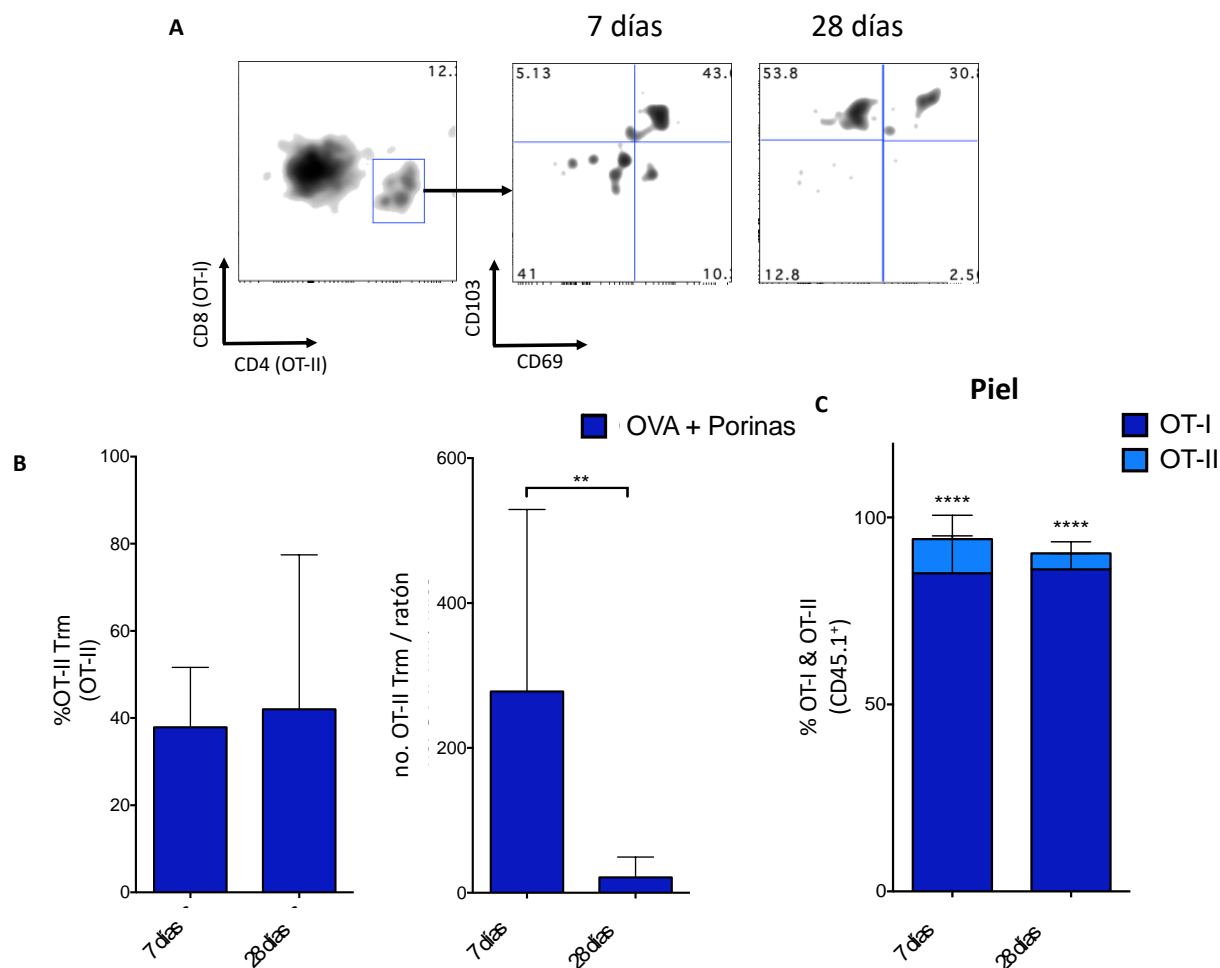 A
7 días
28 días
12.
5.13
43.
41
10.
53.8
30.
12.8
2.5
CD8 (OT-I)
CD4 (OT-II)
CD103
CD69
B
OVA + Porinas
%OT-II Trm
(OT-II)
100
80
60
40
20
0
7 días
28 días
no. OT-II Trm / ratón
600
400
200
0
**
7 días
28 días
C
Piel
OT-I
OT-II
% OT-I & OT-II
(CD45.1⁺)
100
50
0
****
****
7 días
28 días